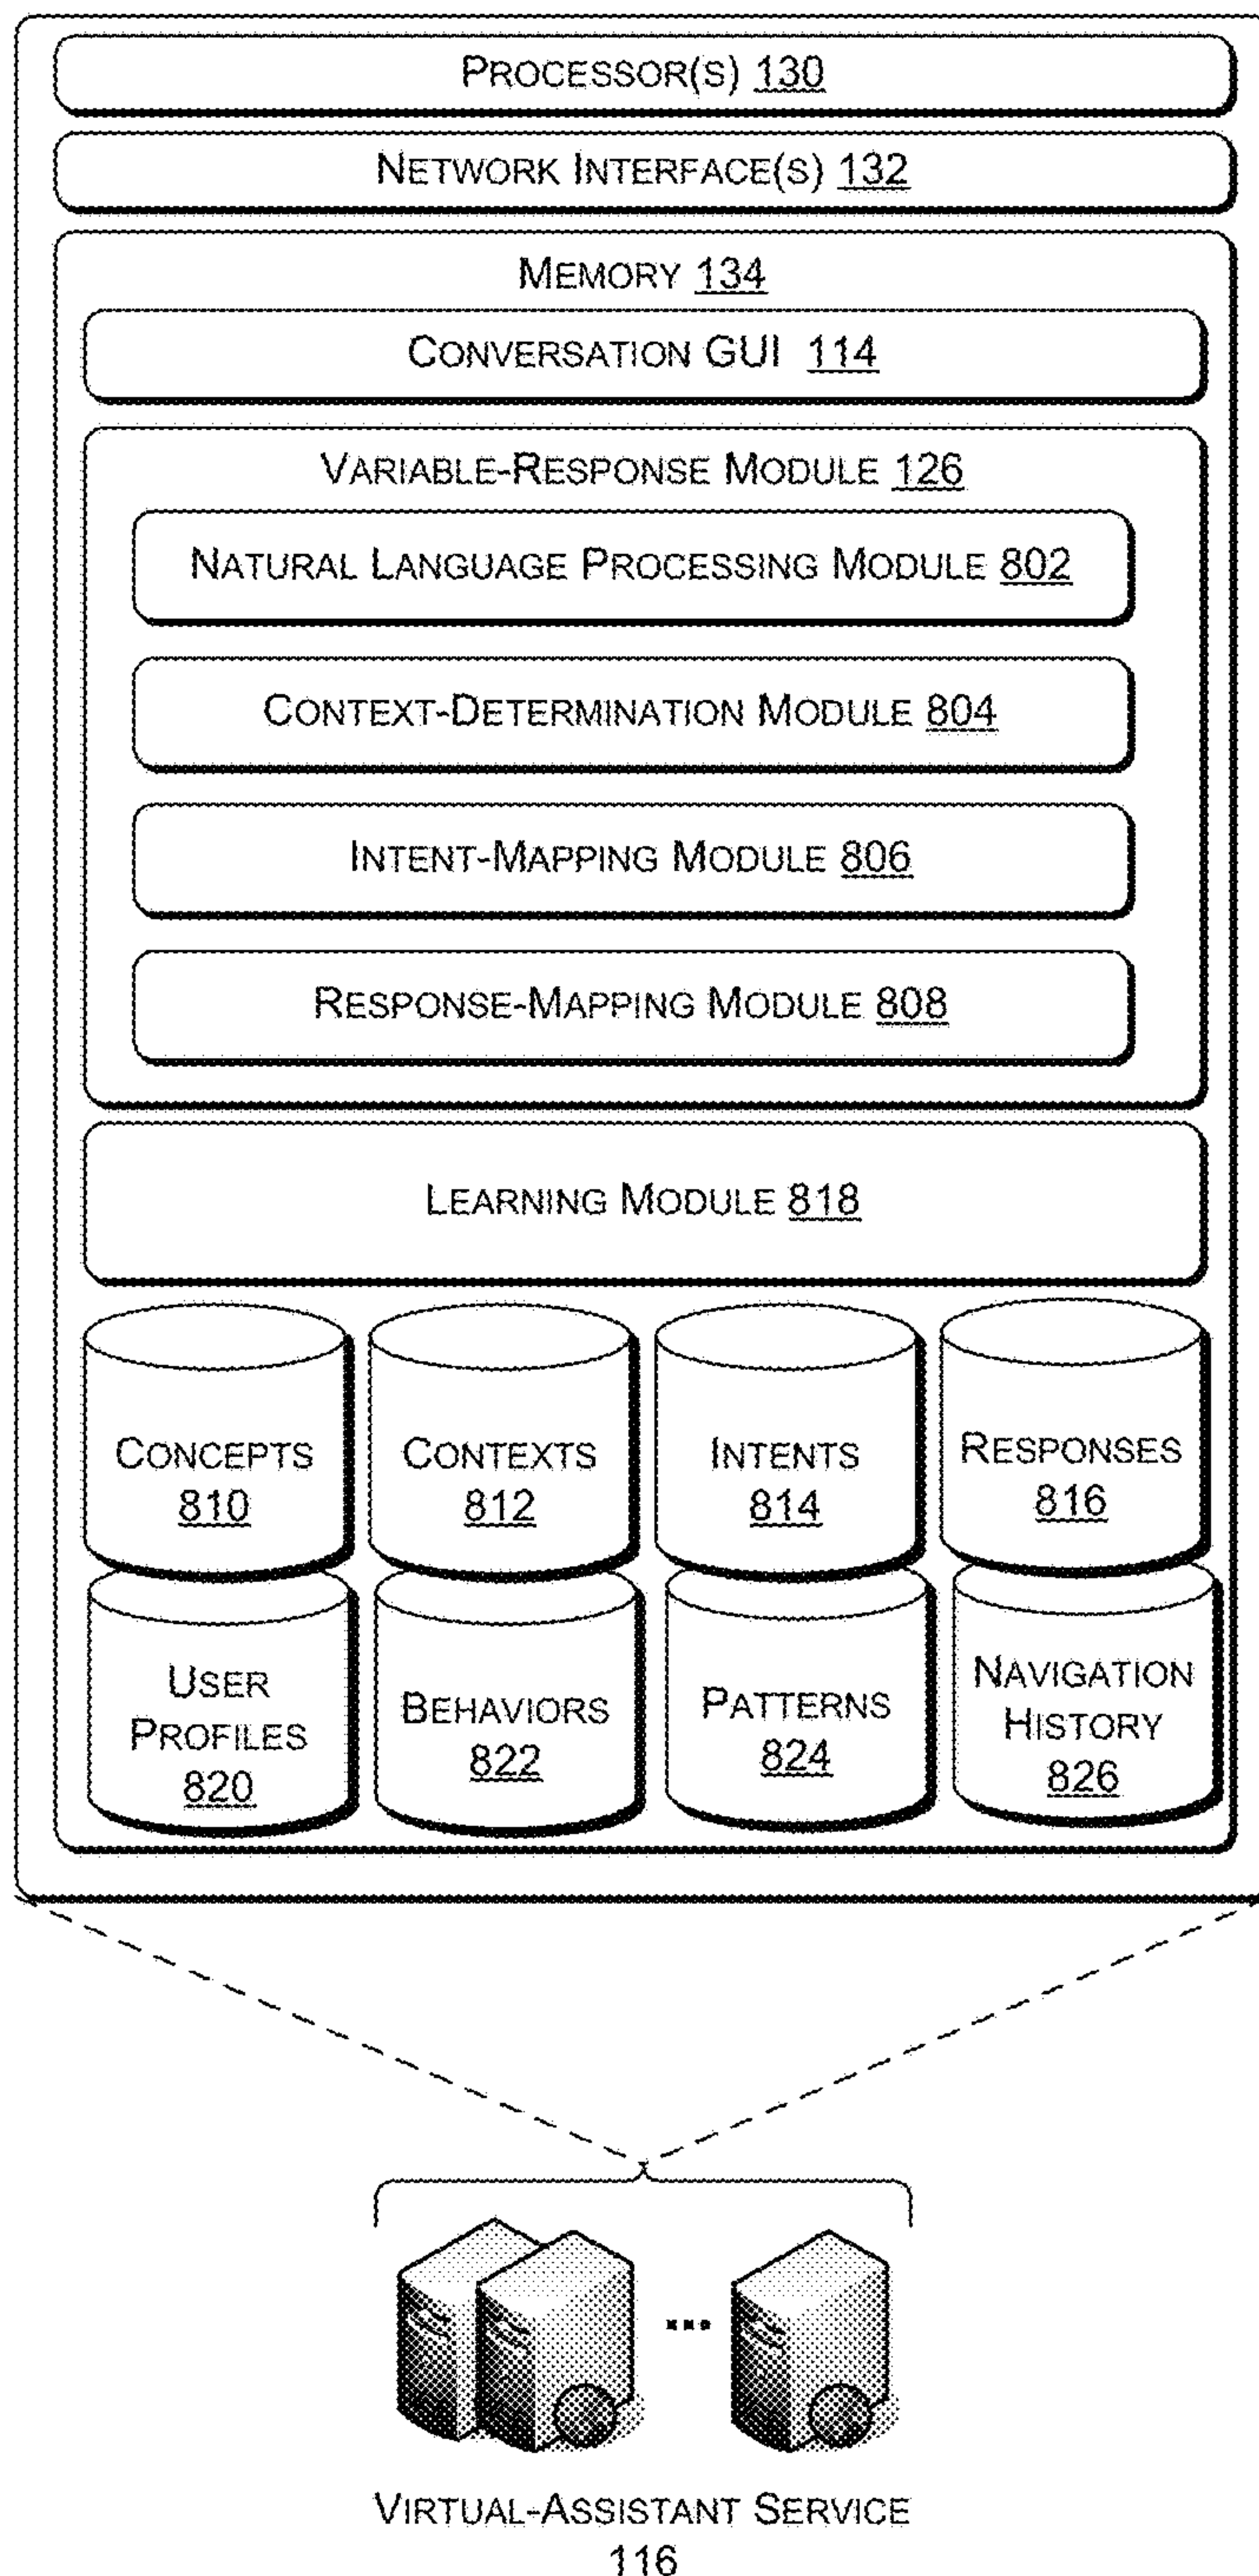 PROCESSOR(S) 130
NETWORK INTERFACE(S) 132
MEMORY 134
CONVERSATION GUI 114
VARIABLE-RESPONSE MODULE 126
NATURAL LANGUAGE PROCESSING MODULE 802
CONTEXT-DETERMINATION MODULE 804
INTENT-MAPPING MODULE 806
RESPONSE-MAPPING MODULE 808
LEARNING MODULE 818
CONCEPTS
810
CONTEXTS
812
INTENTS
814
RESPONSES
816
USER
PROFILES
820
BEHAVIORS
822
PATTERNS
824
NAVIGATION
HISTORY
826
VIRTUAL-ASSISTANT SERVICE
116